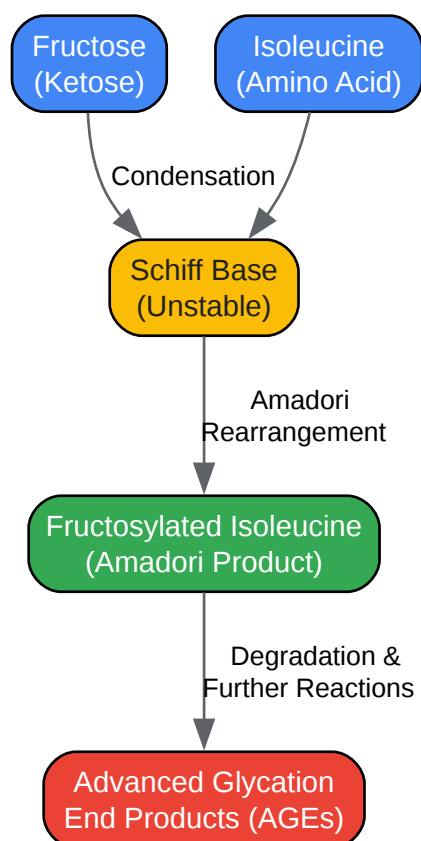 Fructose
(Ketose)
Isoleucine
(Amino Acid)
Condensation
Schiff Base
(Unstable)
Amadori
Rearrangement
Fructosylated Isoleucine
(Amadori Product)
Degradation &
Further Reactions
Advanced Glycation
End Products (AGEs)